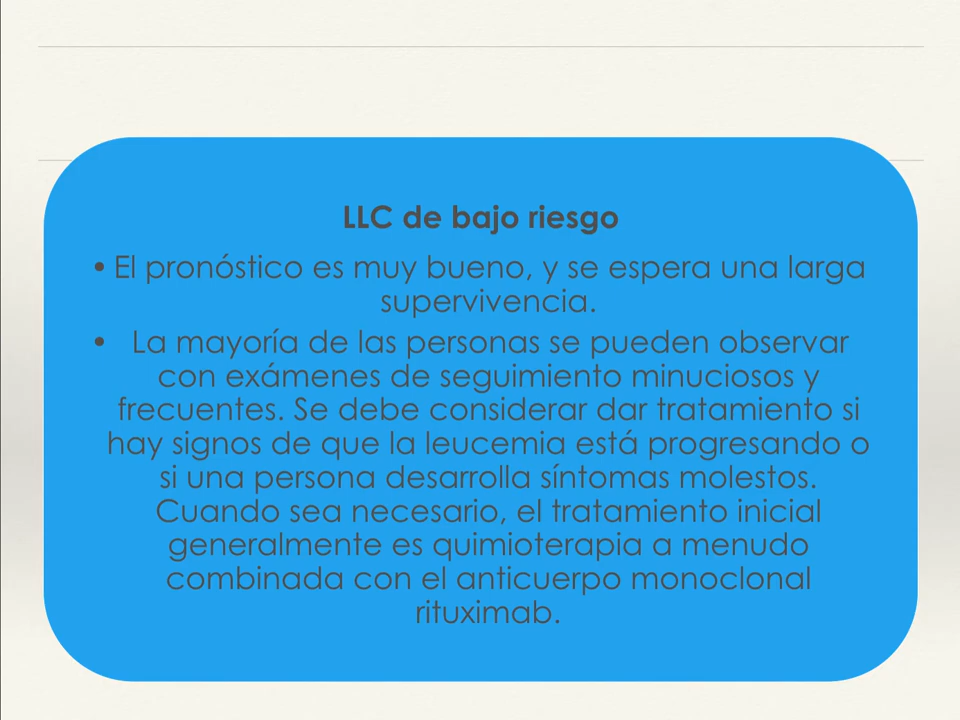 LLC de bajo riesgo
• El pronóstico es muy bueno, y se espera una larga
supervivencia.
• La mayoría de las personas se pueden observar
con exámenes de seguimiento minuciosos y
frecuentes. Se debe considerar dar tratamiento si
hay signos de que la leucemia está progresando o
si una persona desarrolla síntomas molestos.
Cuando sea necesario, el tratamiento inicial
generalmente es quimioterapia a menudo
combinada con el anticuerpo monoclonal
rituximab.